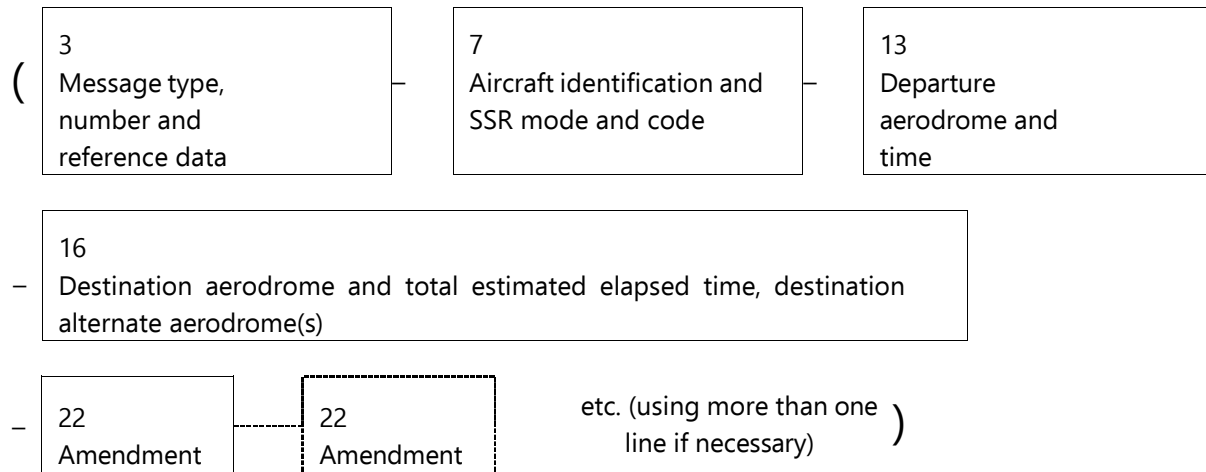 3
Message type,
number and
reference data
7
Aircraft identification and
SSR mode and code
13
Departure
aerodrome and
time
(
–
–
16
Destination aerodrome and total estimated elapsed time, destination
alternate aerodrome(s)
–
22
Amendment
22
Amendment
etc. (using more than one
line if necessary)
–
)